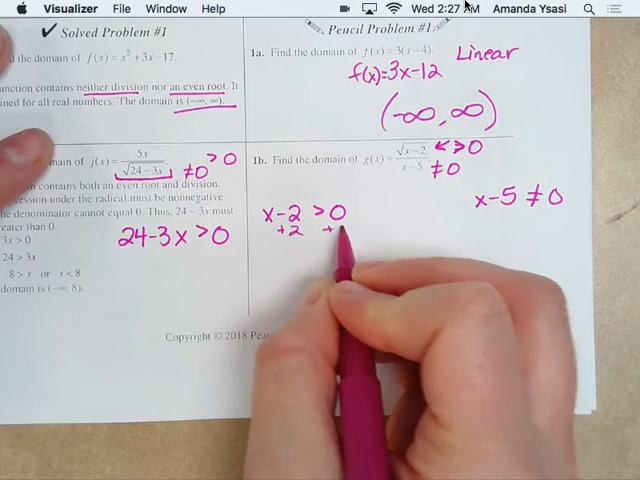 Visualizer File Window Help Wed 2:27 AM Amanda Ysasi
✔ Solved Problem #1
d the domain of f(x) = x² + 3x − 17.
unction contains neither division nor an even root. It
ined for all real numbers. The domain is (−∞, ∞).
Pencil Problem #1
1a. Find the domain of f(x) = 3(x − 4). Linear
f(x)=3x-12
(-∞, ∞)
main of j(x) = 5x / √24 − 3x . ≠0 >0
contains both an even root and division.
ression under the radical must be nonnegative
he denominator cannot equal 0. Thus, 24 − 3x must
reater than 0.
3x > 0
24 > 3x
8 > x or x < 8.
domain is (−∞, 8).
24-3x >0
1b. Find the domain of g(x) = √x − 2 / x − 5 . >0
≠0
x-5 ≠0
x-2 >0
+2 +
Copyright © 2018 Pea